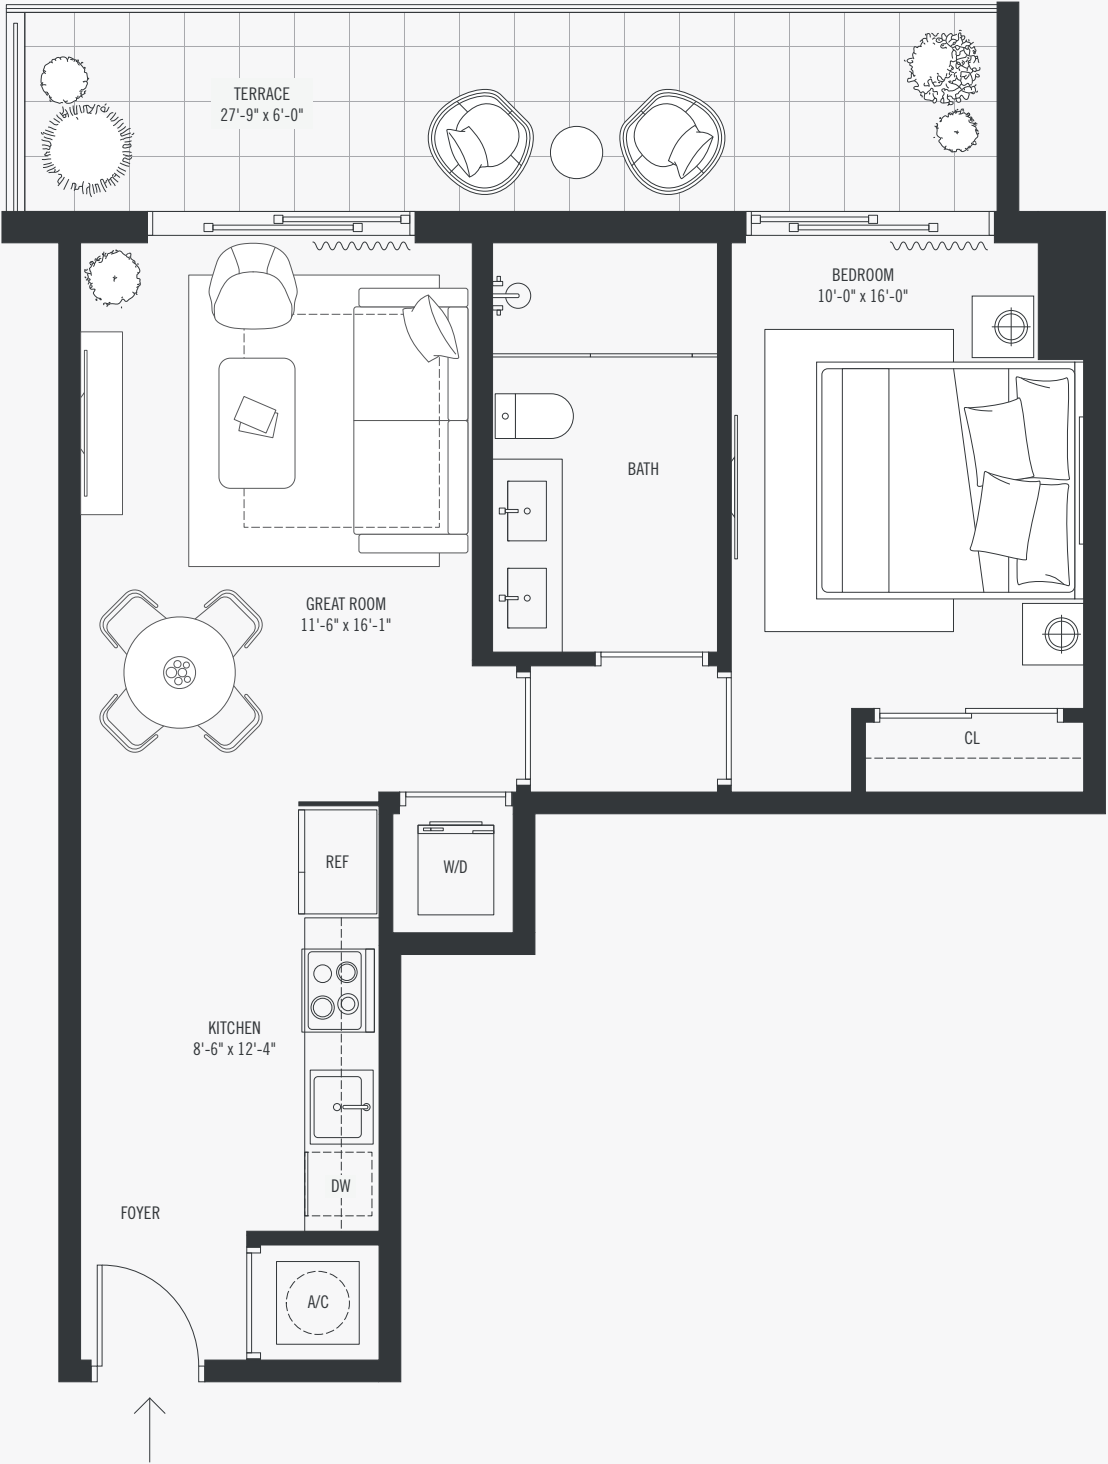 TERRACE
27'-9" x 6'-0"
BEDROOM
10'-0" x 16'-0"
BATH
GREAT ROOM
11'-6" x 16'-1"
CL
REF
W/D
KITCHEN
8'-6" x 12'-4"
DW
FOYER
A/C